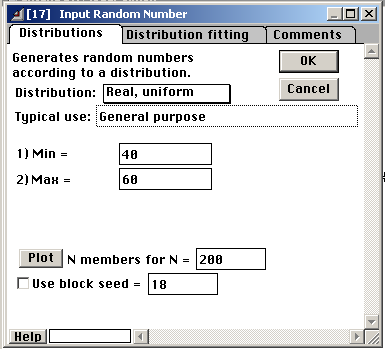 [17] Input Random Number
Distributions Distribution fitting Comments
Generates random numbers
according to a distribution.
OK
Distribution: Real, uniform
Cancel
Typical use: General purpose
1) Min = 40
2) Max = 60
Plot N members for N = 200
Use block seed = 18
Help